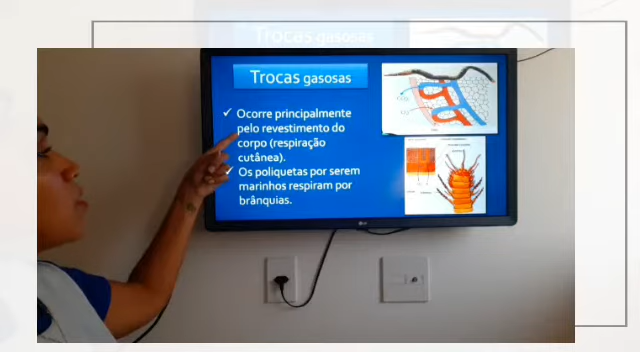 Trocas gasosas
Trocas gasosas
Ocorre principalmente
pelo revestimento do
corpo (respiração
cutânea).
Os poliquetas por serem
marinhos respiram por
brânquias.
LG